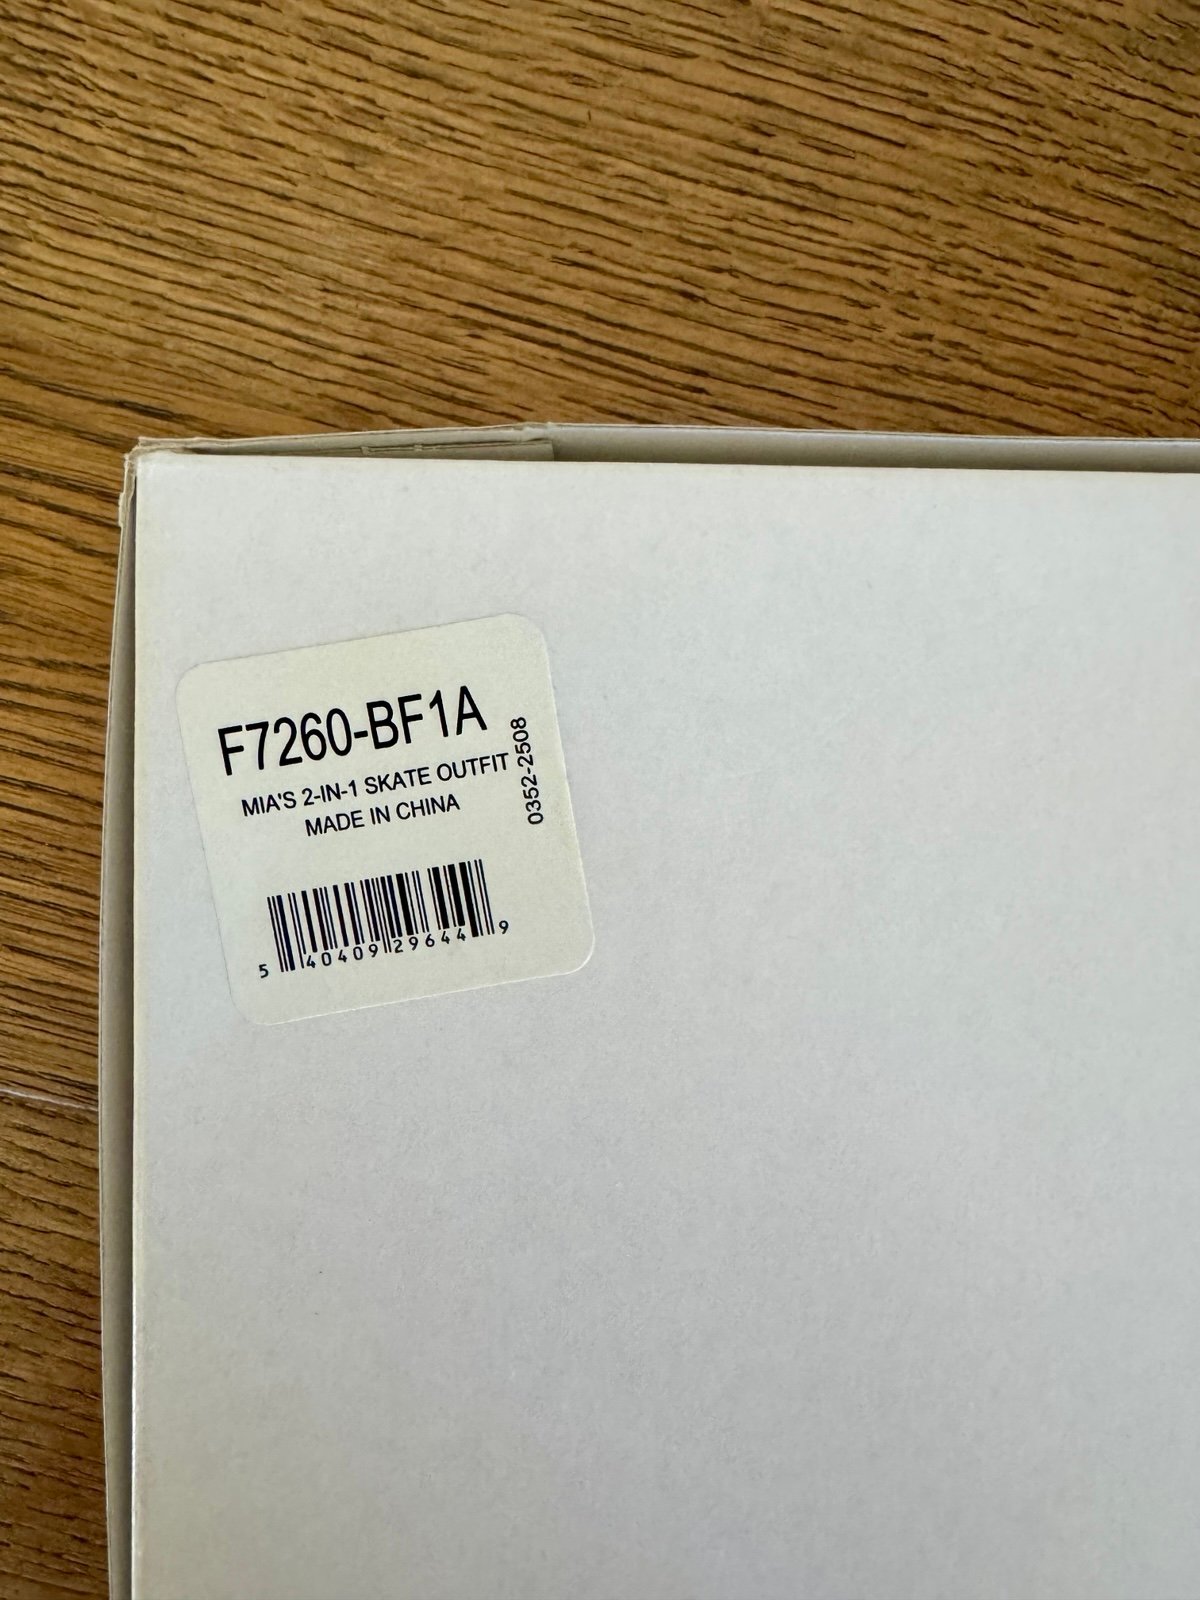 F7260-BF1A
MIA'S 2-IN-1 SKATE OUTFIT
MADE IN CHINA
0352-2508
5 40409 29644 9